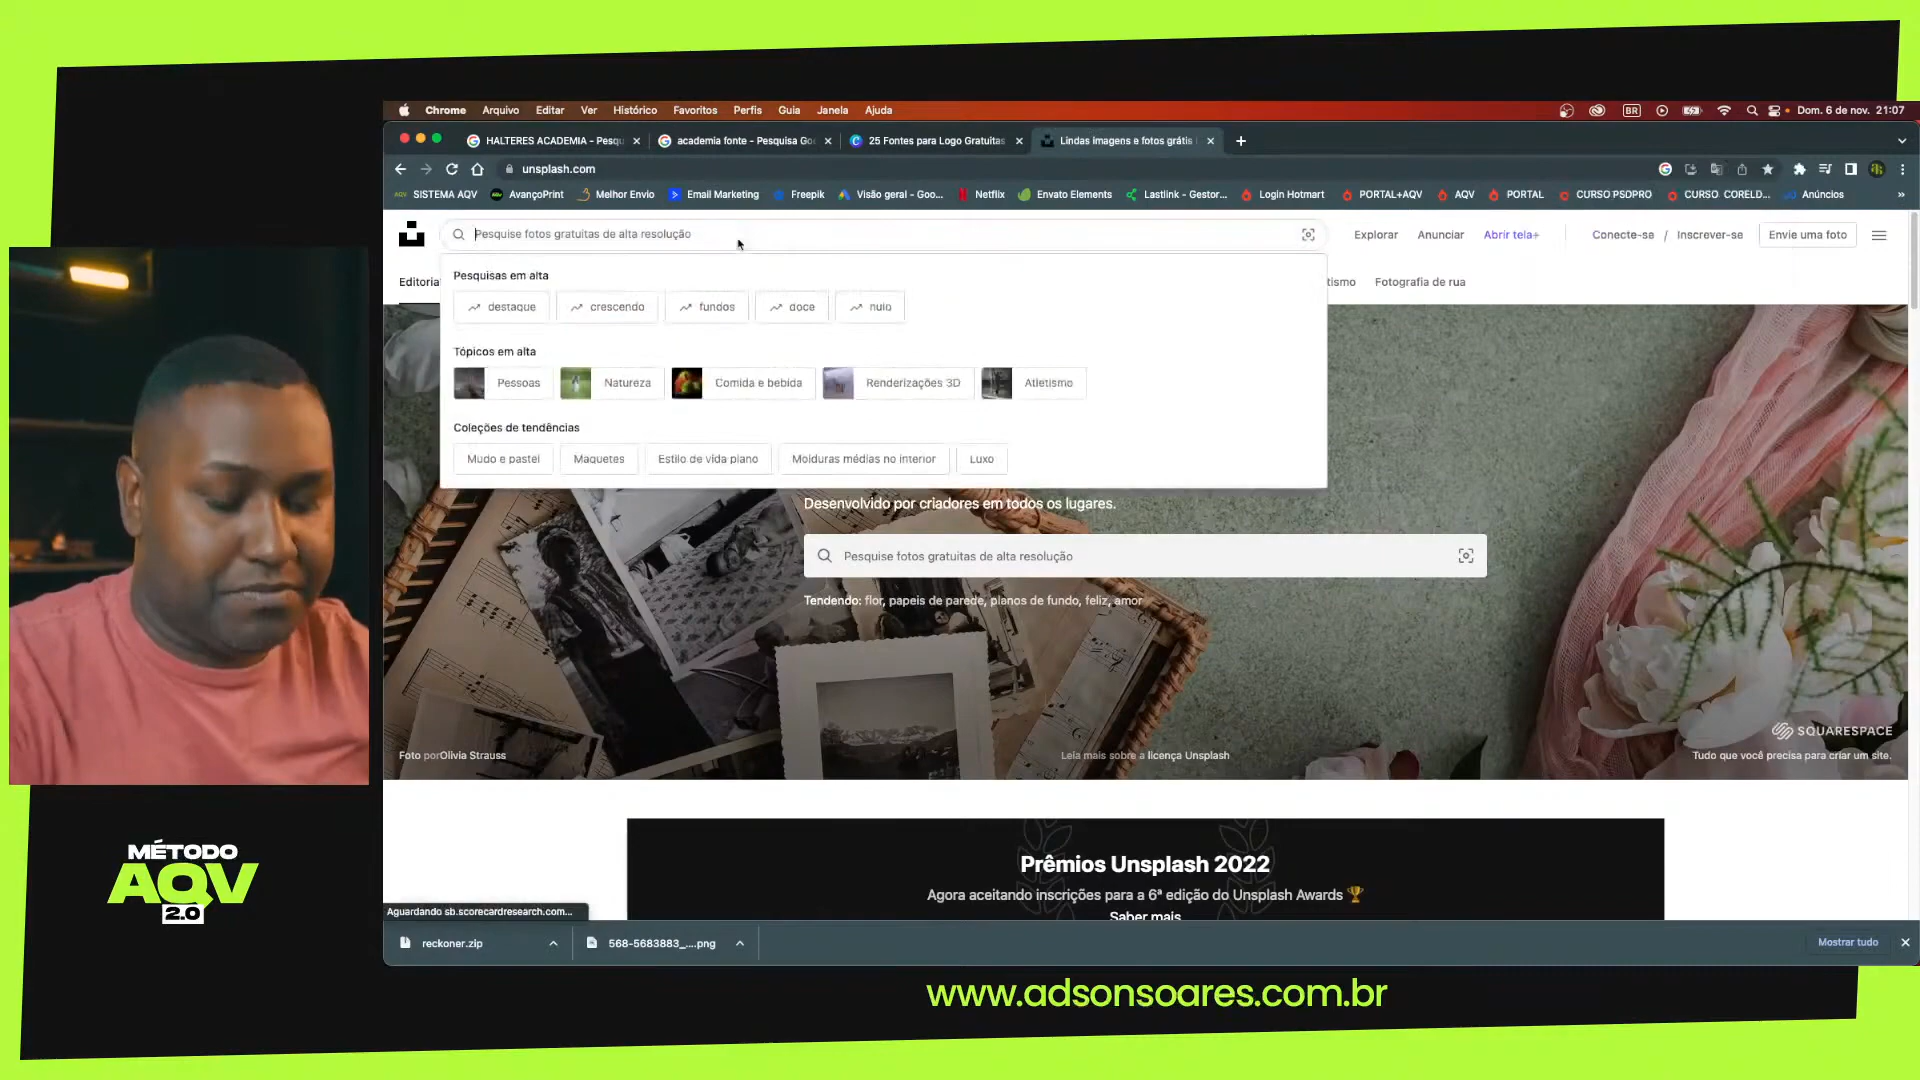 Chrome Arquivo Editar Ver Histórico Favoritos Perfis Guia Janela Ajuda
BR
Dom. 6 de nov. 21:07
HALTERES ACADEMIA - Pesqu
academia fonte - Pesquisa Go
25 Fontes para Logo Gratuitas
Lindas imagens e fotos grátis
unsplash.com
SISTEMA AQV
AvançoPrint
Melhor Envio
Email Marketing
Freepik
Visão geral - Goo...
Netflix
Envato Elements
Lastlink - Gestor...
Login Hotmart
PORTAL+AQV
AQV
PORTAL
CURSO PSDPRO
CURSO CORELD...
Anúncios
»
Pesquise fotos gratuitas de alta resolução
Explorar
Anunciar
Abrir tela+
Conecte-se / Inscrever-se
Envie uma foto
Editoria
tismo
Fotografia de rua
Pesquisas em alta
destaque
crescendo
fundos
doce
nulo
Tópicos em alta
Pessoas
Natureza
Comida e bebida
Renderizações 3D
Atletismo
Coleções de tendências
Mudo e pastel
Maquetes
Estilo de vida plano
Molduras médias no interior
Luxo
Desenvolvido por criadores em todos os lugares.
Pesquise fotos gratuitas de alta resolução
Tendendo: flor, papeis de parede, planos de fundo, feliz, amor
SQUARESPACE
Foto porOlivia Strauss
Leia mais sobre a licença Unsplash
Tudo que você precisa para criar um site.
Prêmios Unsplash 2022
Agora aceitando inscrições para a 6ª edição do Unsplash Awards 🏆
Saber mais
Aguardando sb.scorecardresearch.com...
reckoner.zip
568-5683883_....png
Mostrar tudo
MÉTODO
AQV
2.0
www.adsonsoares.com.br